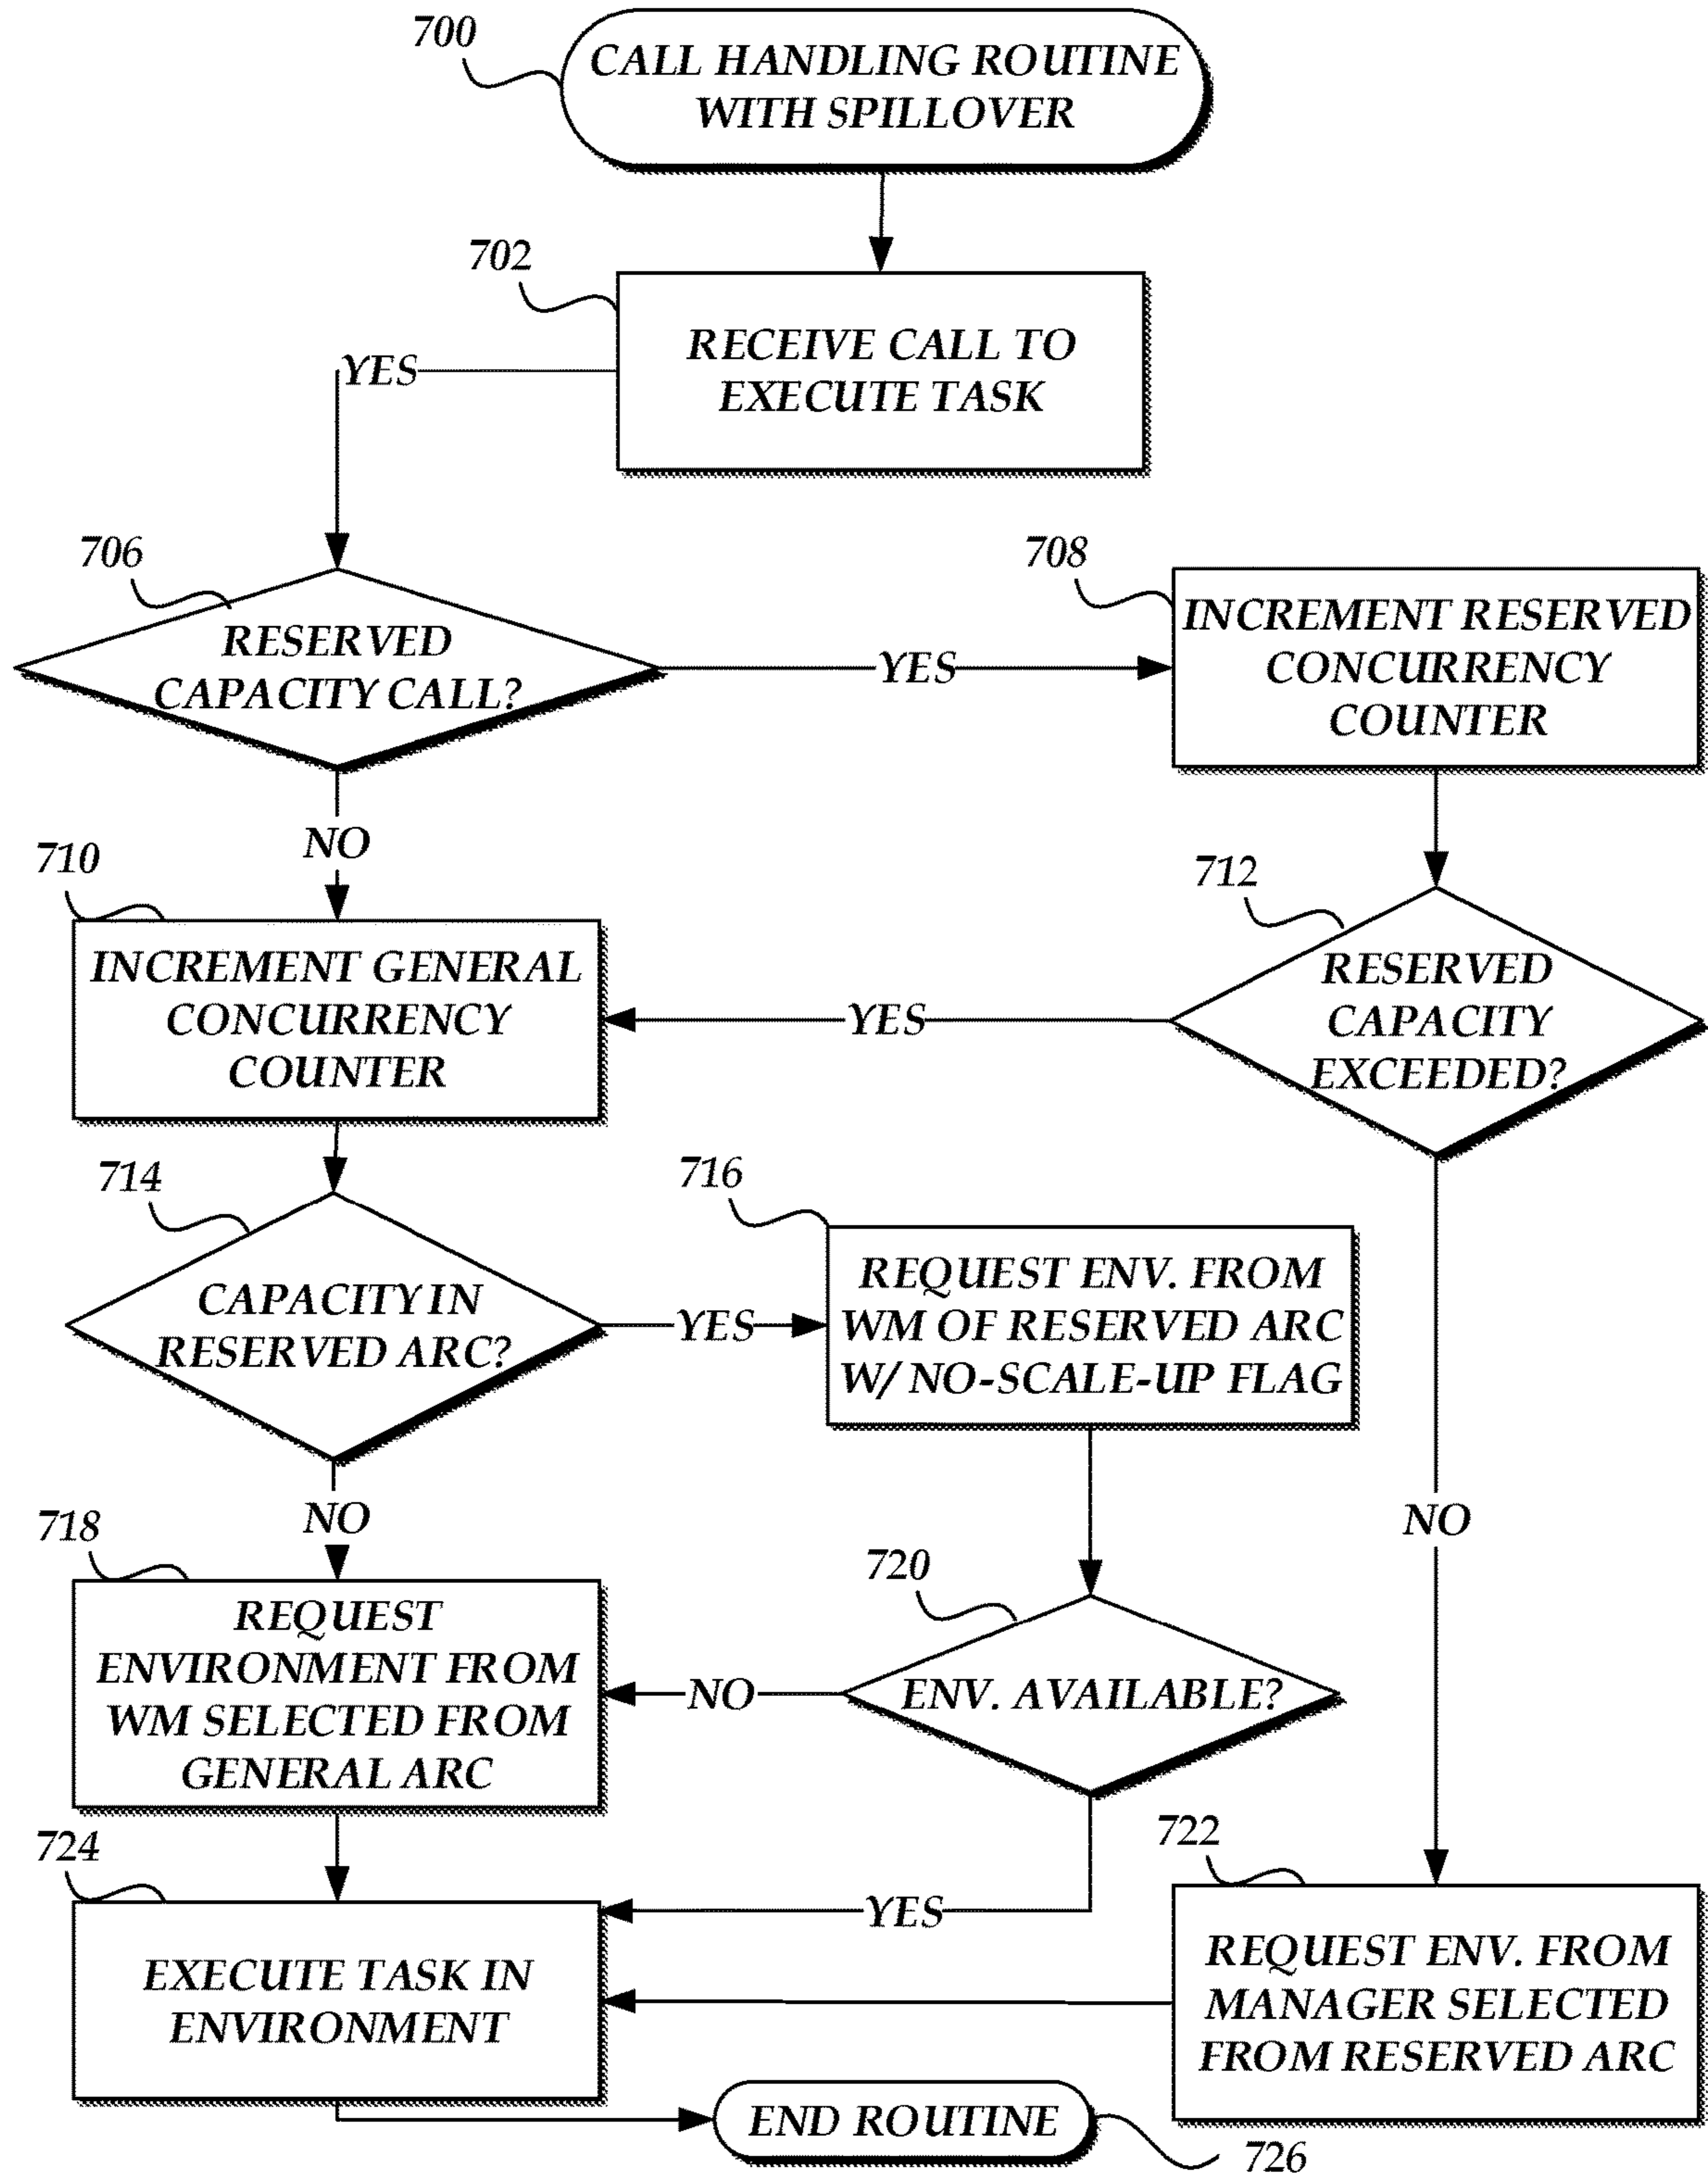 700
CALL HANDLING ROUTINE
WITH SPILLOVER
702
RECEIVE CALL TO
EXECUTE TASK
YES
706
RESERVED
CAPACITY CALL?
YES
708
INCREMENT RESERVED
CONCURRENCY
COUNTER
NO
710
INCREMENT GENERAL
CONCURRENCY
COUNTER
YES
712
RESERVED
CAPACITY
EXCEEDED?
714
CAPACITY IN
RESERVED ARC?
YES
716
REQUEST ENV. FROM
WM OF RESERVED ARC
W/ NO-SCALE-UP FLAG
NO
NO
718
REQUEST
ENVIRONMENT FROM
WM SELECTED FROM
GENERAL ARC
NO
720
ENV. AVAILABLE?
724
EXECUTE TASK IN
ENVIRONMENT
YES
722
REQUEST ENV. FROM
MANAGER SELECTED
FROM RESERVED ARC
END ROUTINE
726